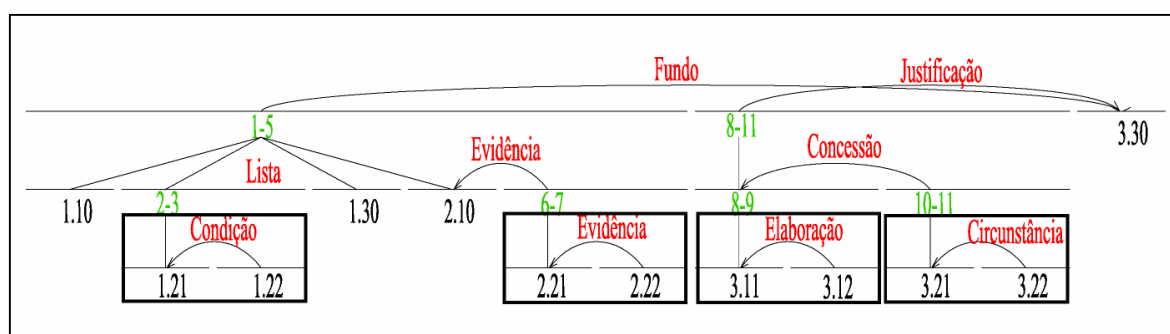 Fundo Justificação
1-5 8-11 3.30
Lista Evidência Concessão
1.10 2-3 1.30 2.10 6-7 8-9 10-11
Condição Evidência Elaboração Circunstância
1.21 1.22 2.21 2.22 3.11 3.12 3.21 3.22